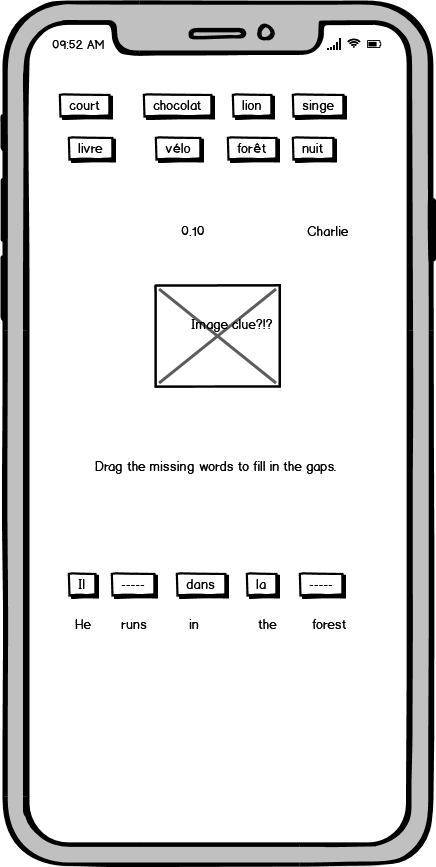 09:52 AM
court chocolat lion singe
livre vélo forêt nuit
0.10 Charlie
Image clue?!?
Drag the missing words to fill in the gaps.
Il ----- dans la -----
He runs in the forest